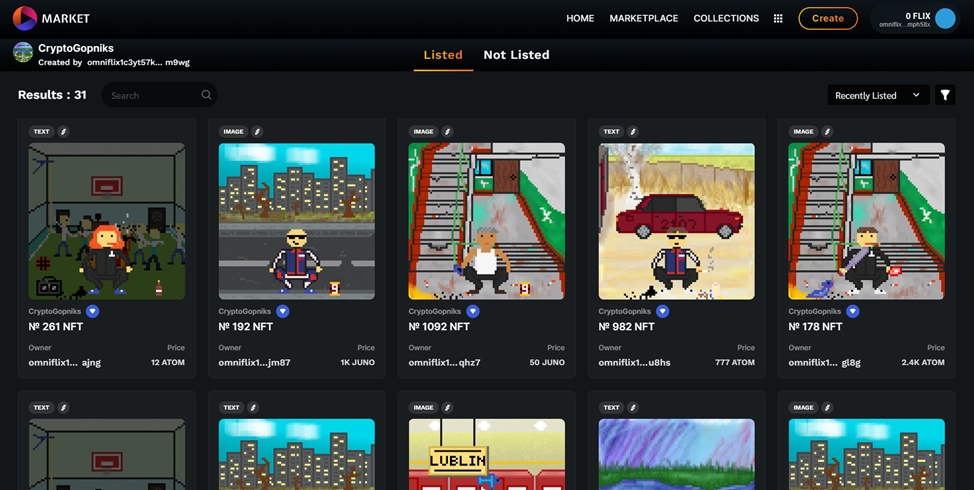 MARKET
HOME MARKETPLACE COLLECTIONS Create 0 FLIX
omniflix...mph58x
CryptoGopniks
Created by omniflix1c3yt57k... m9wg
Listed Not Listed
Results : 31 Search Recently Listed
TEXT IMAGE IMAGE TEXT IMAGE
2107
CryptoGopniks CryptoGopniks CryptoGopniks CryptoGopniks CryptoGopniks
№ 261 NFT № 192 NFT № 1092 NFT № 982 NFT № 178 NFT
Owner Price Owner Price Owner Price Owner Price Owner Price
omniflix1... ajng 12 ATOM omniflix1...jm87 1K JUNO omniflix1...qhz7 50 JUNO omniflix1...u8hs 777 ATOM omniflix1... gl8g 2.4K ATOM
TEXT TEXT IMAGE TEXT IMAGE
LUBLIN